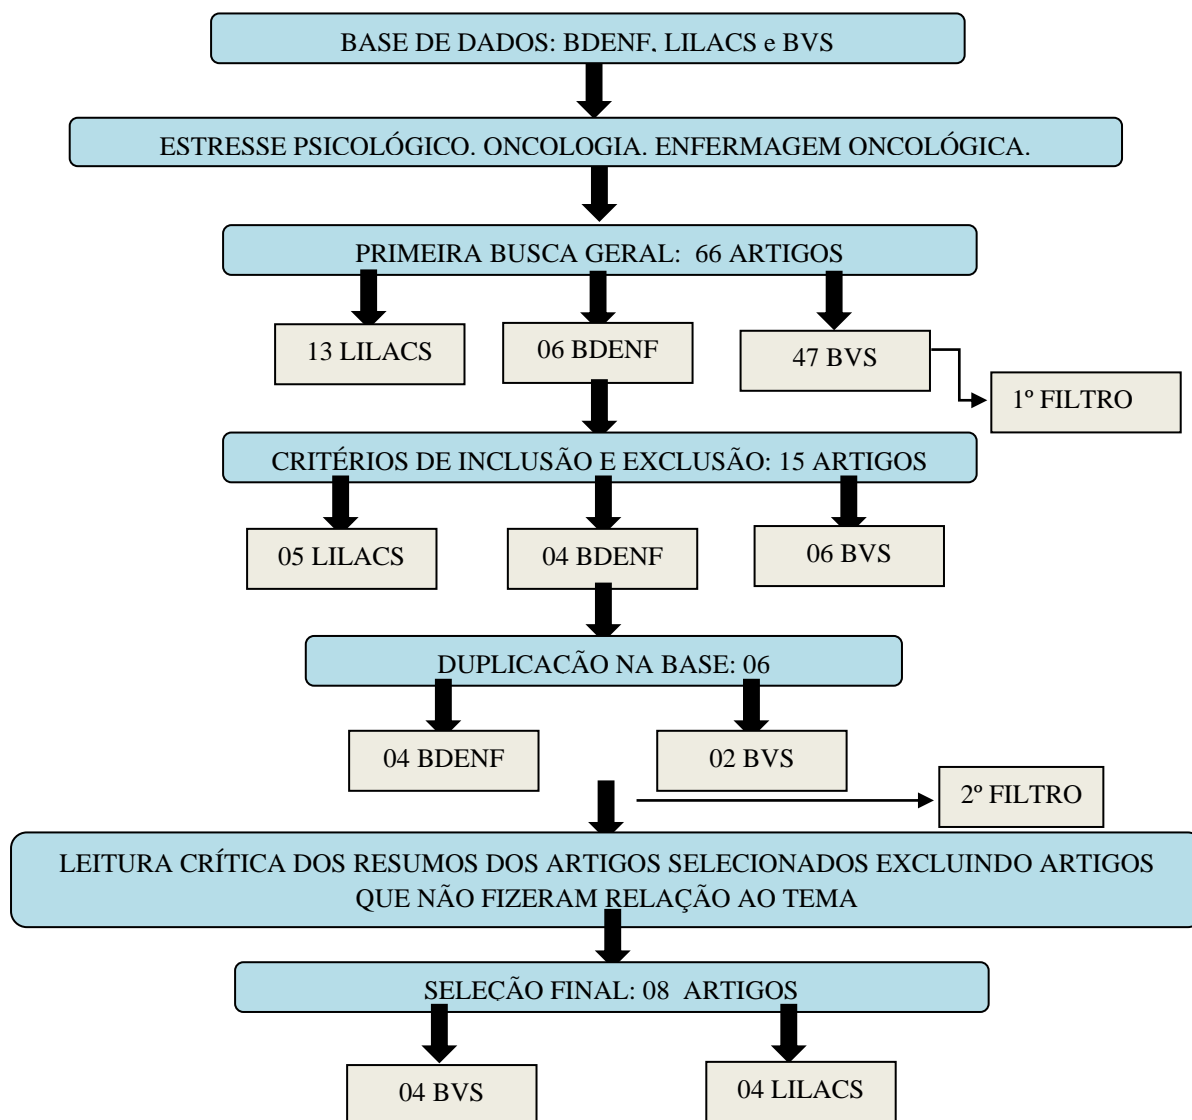 BASE DE DADOS: BDENF, LILACS e BVS
ESTRESSE PSICOLÓGICO. ONCOLOGIA. ENFERMAGEM ONCOLÓGICA.
PRIMEIRA BUSCA GERAL: 66 ARTIGOS
13 LILACS
06 BDENF
47 BVS
1º FILTRO
CRITÉRIOS DE INCLUSÃO E EXCLUSÃO: 15 ARTIGOS
05 LILACS
04 BDENF
06 BVS
DUPLICACÃO NA BASE: 06
04 BDENF
02 BVS
2º FILTRO
LEITURA CRÍTICA DOS RESUMOS DOS ARTIGOS SELECIONADOS EXCLUINDO ARTIGOS
QUE NÃO FIZERAM RELAÇÃO AO TEMA
SELEÇÃO FINAL: 08 ARTIGOS
04 BVS
04 LILACS